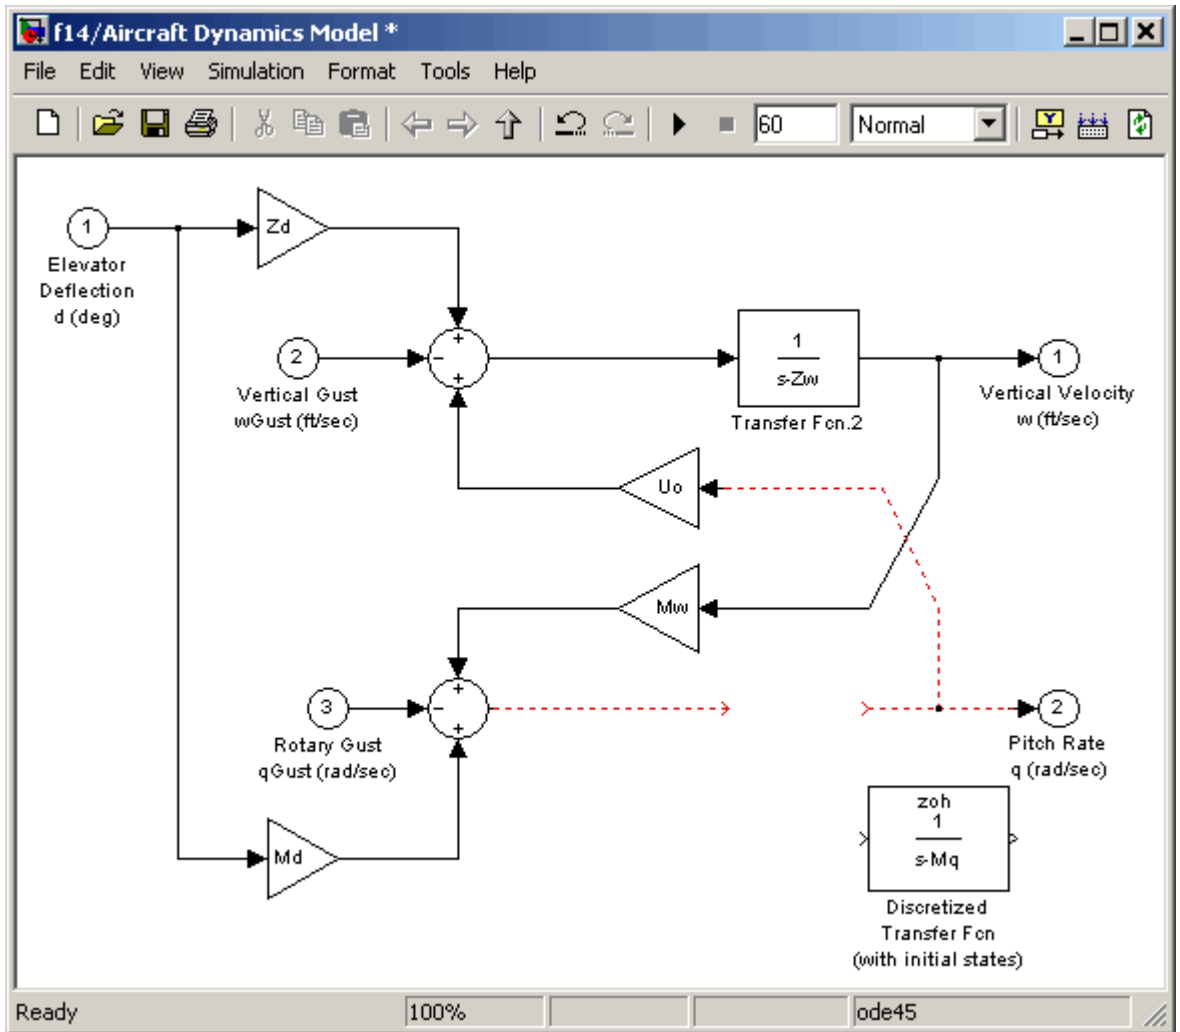 f14/Aircraft Dynamics Model *
File Edit View Simulation Format Tools Help
60 Normal
1
Elevator
Deflection
d (deg)
Zd
2
Vertical Gust
wGust (ft/sec)
+
-
+
1
s-Zw
Transfer Fcn.2
1
Vertical Velocity
w (ft/sec)
Uo
Mw
3
Rotary Gust
qGust (rad/sec)
+
-
+
2
Pitch Rate
q (rad/sec)
Md
zoh
1
s-Mq
Discretized
Transfer Fcn
(with initial states)
Ready 100% ode45